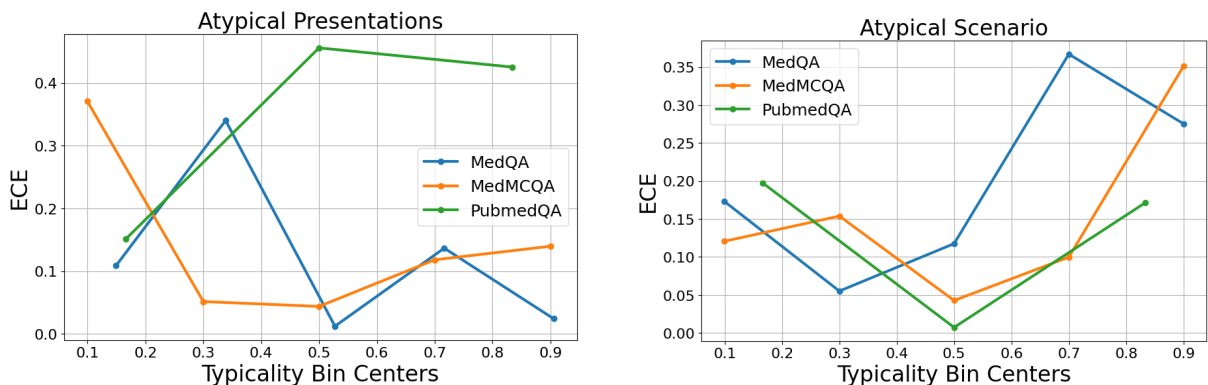 Atypical Presentations
ECE
0.4
0.3
0.2
0.1
0.0
MedQA
MedMCQA
PubmedQA
0.1 0.2 0.3 0.4 0.5 0.6 0.7 0.8 0.9
Typicality Bin Centers
Atypical Scenario
ECE
0.35
0.30
0.25
0.20
0.15
0.10
0.05
0.00
MedQA
MedMCQA
PubmedQA
0.1 0.2 0.3 0.4 0.5 0.6 0.7 0.8 0.9
Typicality Bin Centers